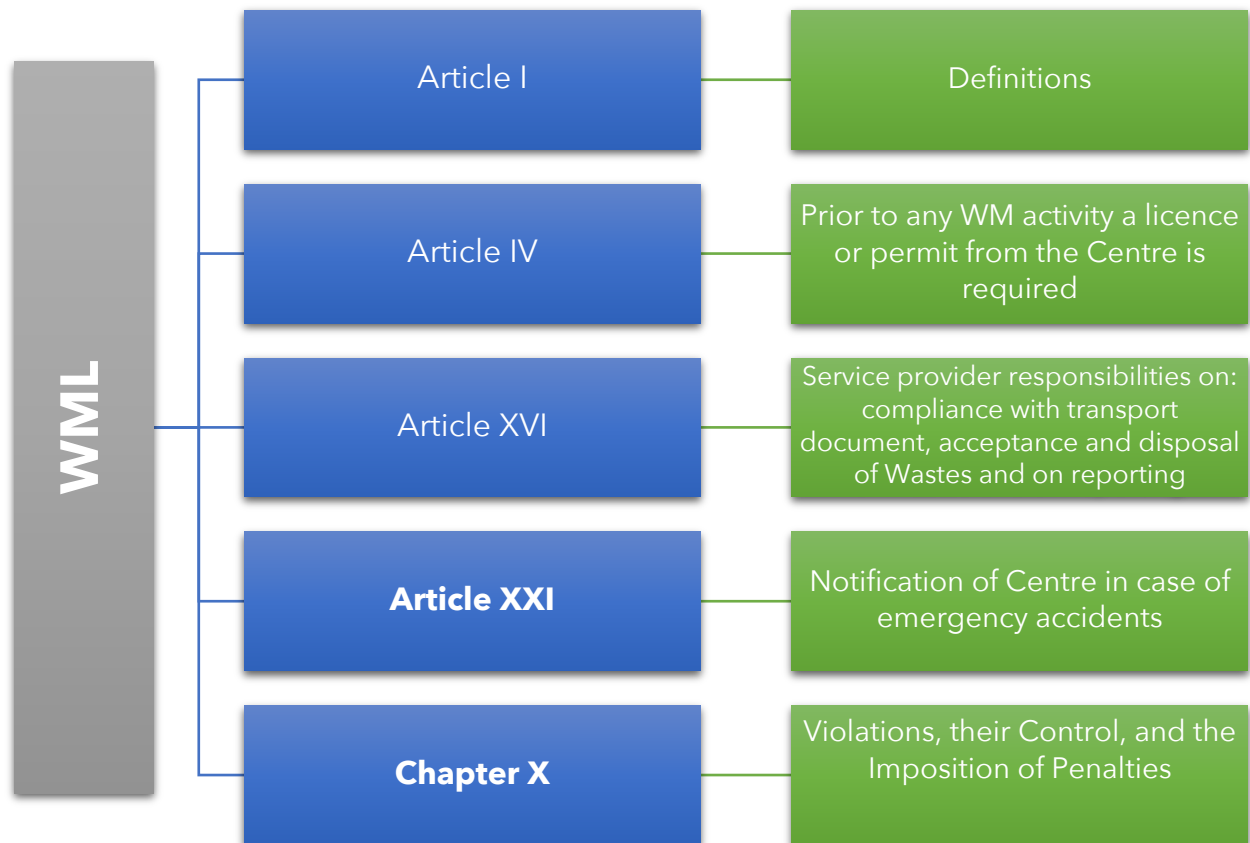 WML
Article I
Definitions
Article IV
Prior to any WM activity a licence
or permit from the Centre is
required
Article XVI
Service provider responsibilities on:
compliance with transport
document, acceptance and disposal
of Wastes and on reporting
Article XXI
Notification of Centre in case of
emergency accidents
Chapter X
Violations, their Control, and the
Imposition of Penalties